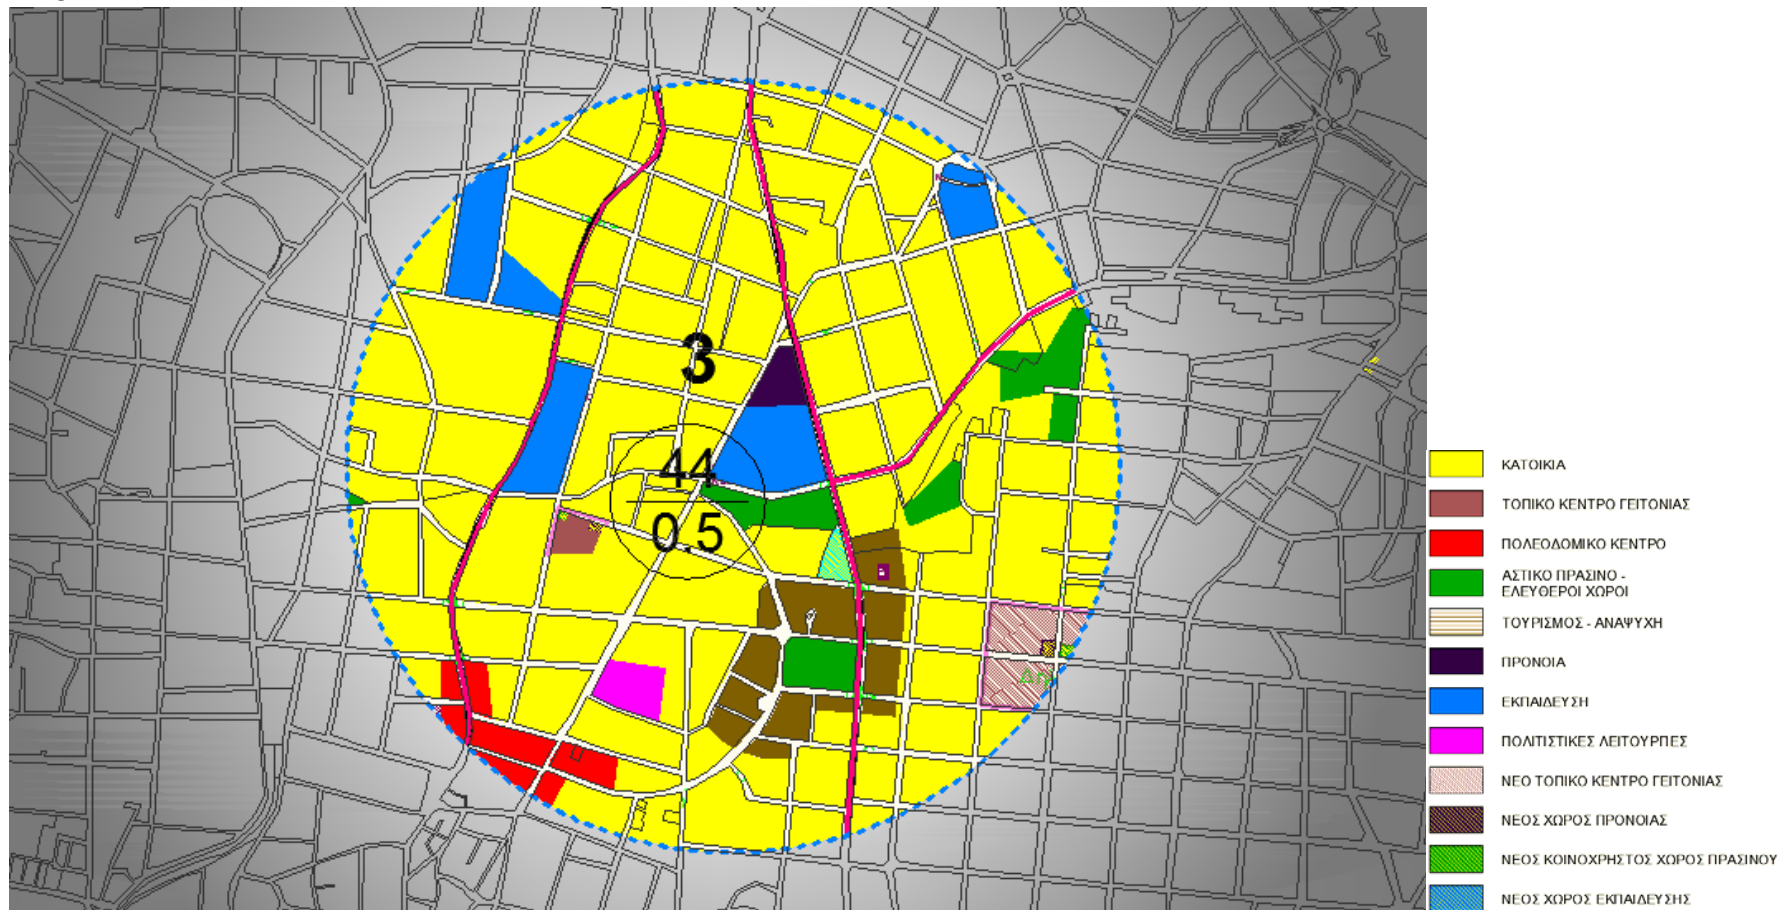 3
44
0.5
ΚΑΤΟΙΚΙΑ
ΤΟΠΙΚΟ ΚΕΝΤΡΟ ΓΕΙΤΟΝΙΑΣ
ΠΟΛΕΟΔΟΜΙΚΟ ΚΕΝΤΡΟ
ΑΣΤΙΚΟ ΠΡΑΣΙΝΟ -
ΕΛΕΥΘΕΡΟΙ ΧΩΡΟΙ
ΤΟΥΡΙΣΜΟΣ - ΑΝΑΨΥΧΗ
ΠΡΟΝΟΙΑ
ΕΚΠΑΙΔΕΥΣΗ
ΠΟΛΙΤΙΣΤΙΚΕΣ ΛΕΙΤΟΥΡΓΙΕΣ
ΝΕΟ ΤΟΠΙΚΟ ΚΕΝΤΡΟ ΓΕΙΤΟΝΙΑΣ
ΝΕΟΣ ΧΩΡΟΣ ΠΡΟΝΟΙΑΣ
ΝΕΟΣ ΚΟΙΝΟΧΡΗΣΤΟΣ ΧΩΡΟΣ ΠΡΑΣΙΝΟΥ
ΝΕΟΣ ΧΩΡΟΣ ΕΚΠΑΙΔΕΥΣΗΣ